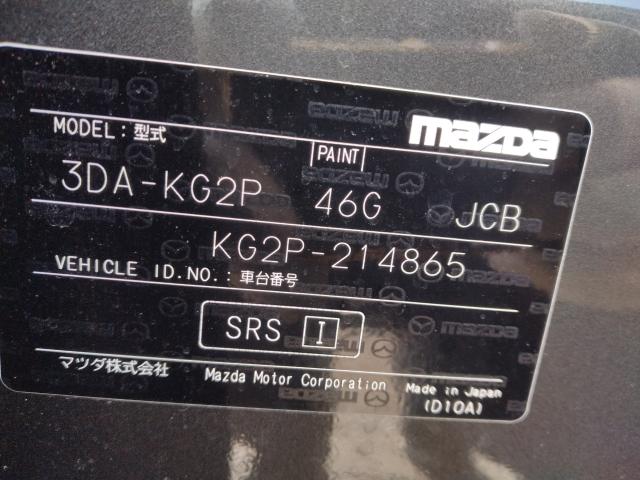 mazda
MODEL : 型式
PAINT
3DA-KG2P 46G JCB
KG2P-214865
VEHICLE ID.NO. : 車台番号
SRS I
マツダ株式会社 Mazda Motor Corporation Made in Japan
(D10A)